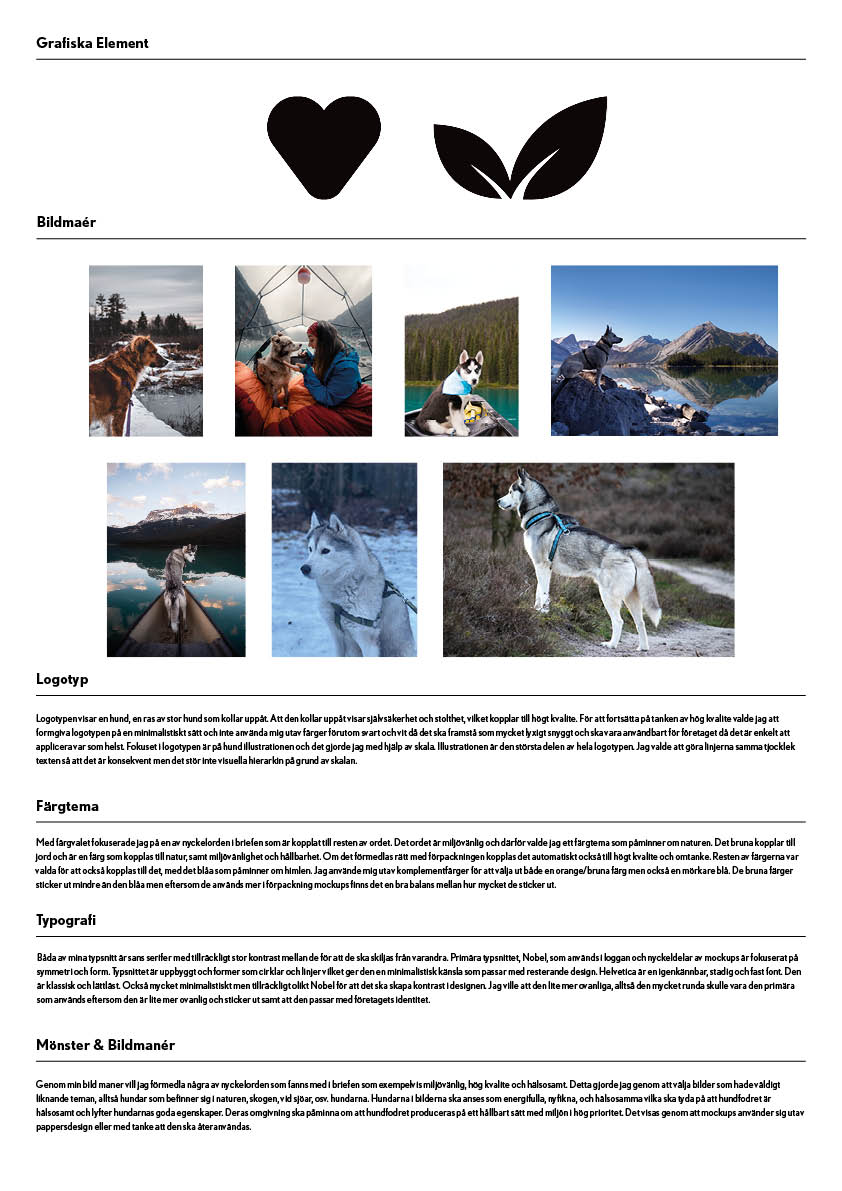 Grafiska Element
Bildmaér
Logotyp
Logotypen visar en hund, en ras av stor hund som kollar uppåt. Att den kollar uppåt visar självsäkerhet och stolthet, vilket kopplar till högt kvalite. För att fortsätta på tanken av hög kvalite valde jag att
formgiva logotypen på en minimalistiskt sätt och inte använda mig utav färger förutom svart och vit då det ska framstå som mycket lyxigt snyggt och ska vara användbart för företaget då det är enkelt att
applicera var som helst. Fokuset i logotypen är på hund illustrationen och det gjorde jag med hjälp av skala. Illustrationen är den största delen av hela logotypen. Jag valde att göra linjerna samma tjocklek
texten så att det är konsekvent men det stör inte visuella hierarkin på grund av skalan.
Färgtema
Med färgvalet fokuserade jag på en av nyckelorden i briefen som är kopplat till resten av ordet. Det ordet är miljövänlig och därför valde jag ett färgtema som påminner om naturen. Det bruna kopplar till
jord och är en färg som kopplas till natur, samt miljövänlighet och hållbarhet. Om det förmedlas rätt med förpackningen kopplas det automatiskt också till högt kvalite och omtanke. Resten av färgerna var
valda för att också kopplas till det, med det blåa som påminner om himlen. Jag använde mig utav komplementfärger för att välja ut både en orange/bruna färg men också en mörkare blå. De bruna färger
sticker ut mindre än den blåa men eftersom de används mer i förpackning mockups finns det en bra balans mellan hur mycket de sticker ut.
Typografi
Båda av mina typsnitt är sans serifer med tillräckligt stor kontrast mellan de för att de ska skiljas från varandra. Primära typsnittet, Nobel, som används i loggan och nyckeldelar av mockups är fokuserat på
symmetri och form. Typsnittet är uppbyggt och former som cirklar och linjer vilket ger den en minimalistisk känsla som passar med resterande design. Helvetica är en igenkännbar, stadig och fast font. Den
är klassisk och lättläst. Också mycket minimalistiskt men tillräckligt olikt Nobel för att det ska skapa kontrast i designen. Jag ville att den lite mer ovanliga, alltså den mycket runda skulle vara den primära
som används eftersom den är lite mer ovanlig och sticker ut samt att den passar med företagets identitet.
Mönster & Bildmanér
Genom min bild maner vill jag förmedla några av nyckelorden som fanns med i briefen som exempelvis miljövänlig, hög kvalite och hälsosamt. Detta gjorde jag genom att välja bilder som hade väldigt
liknande teman, alltså hundar som befinner sig i naturen, skogen, vid sjöar, osv. hundarna. Hundarna i bilderna ska anses som energifulla, nyfikna, och hälsosamma vilka ska tyda på att hundfodret är
hälsosamt och lyfter hundarnas goda egenskaper. Deras omgivning ska påminna om att hundfodret produceras på ett hållbart sätt med miljön i hög prioritet. Det visas genom att mockups använder sig utav
pappersdesign eller med tanke att den ska återanvändas.